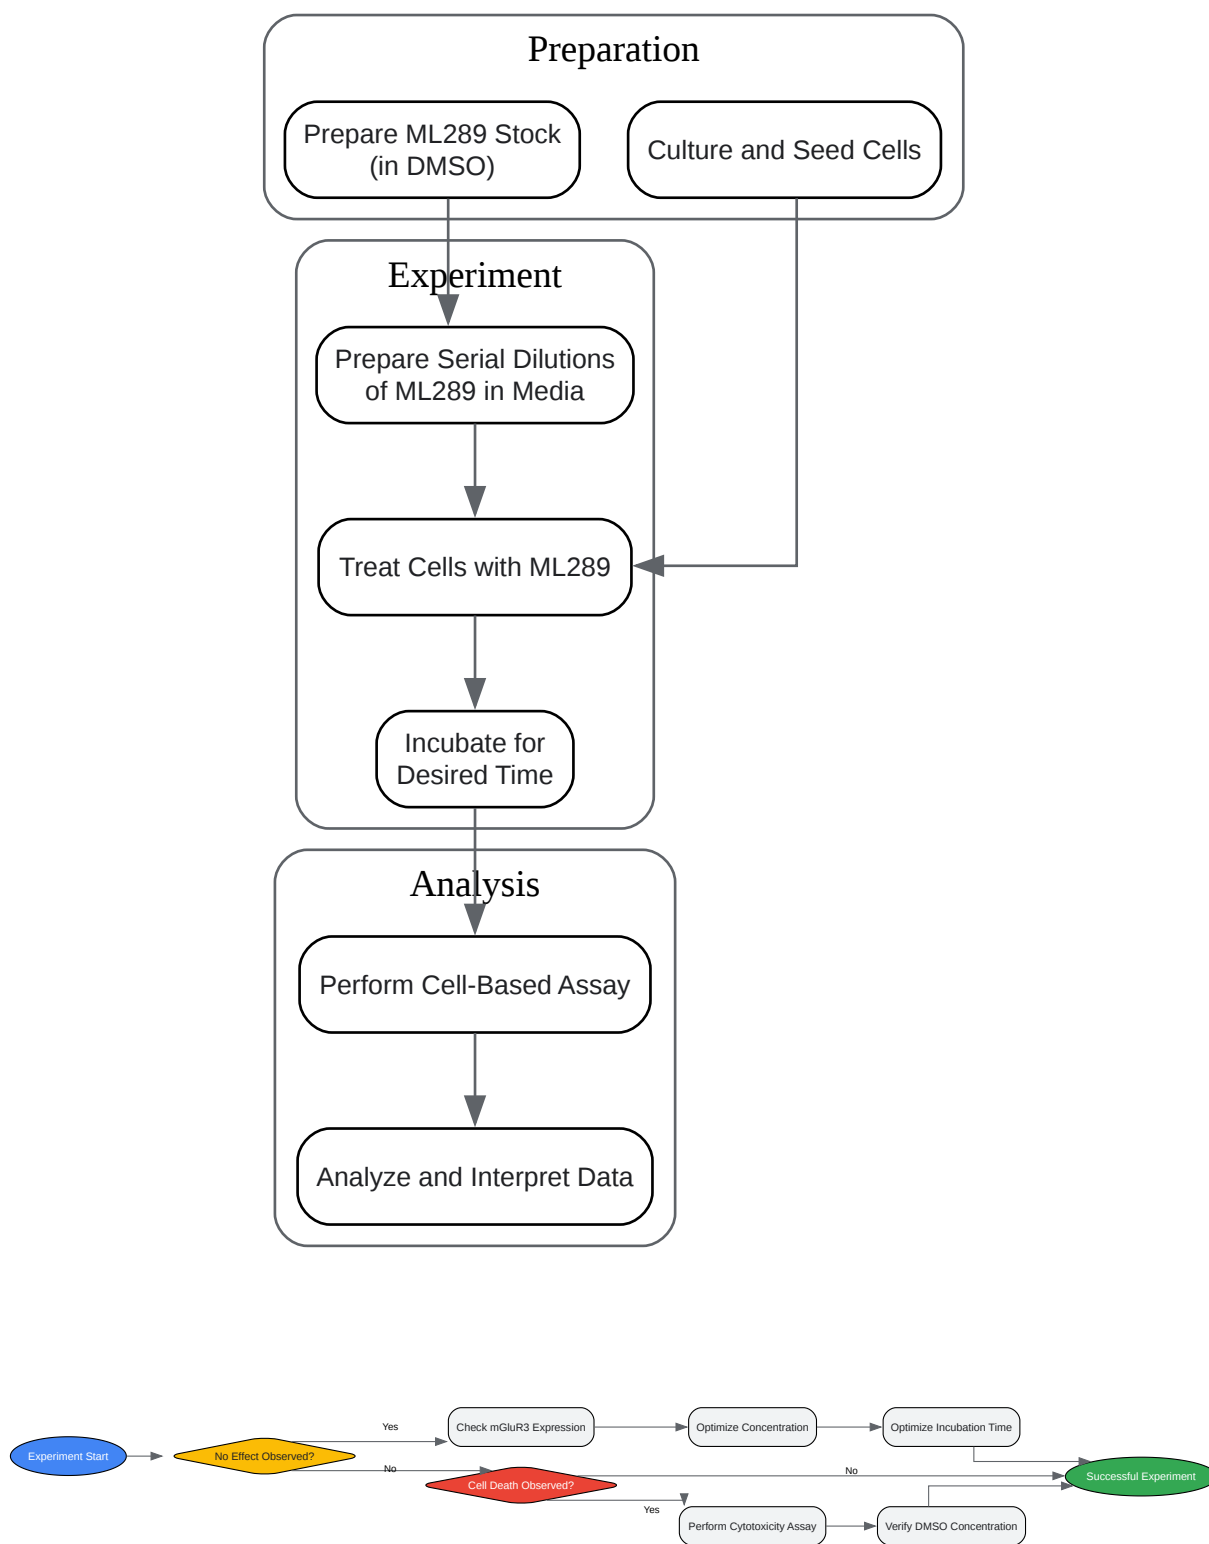 Preparation
Prepare ML289 Stock
(in DMSO)
Culture and Seed Cells
Experiment
Prepare Serial Dilutions
of ML289 in Media
Treat Cells with ML289
Incubate for
Desired Time
Analysis
Perform Cell-Based Assay
Analyze and Interpret Data
Experiment Start
No Effect Observed?
Yes
No
Check mGluR3 Expression
Optimize Concentration
Optimize Incubation Time
Cell Death Observed?
No
Yes
Successful Experiment
Perform Cytotoxicity Assay
Verify DMSO Concentration